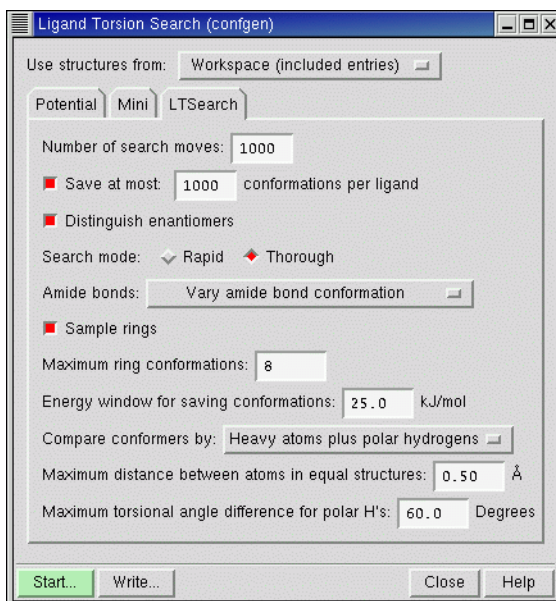 Ligand Torsion Search (confgen)
Use structures from: Workspace (included entries)
Potential Mini LTSearch
Number of search moves: 1000
Save at most: 1000 conformations per ligand
Distinguish enantiomers
Search mode: Rapid Thorough
Amide bonds: Vary amide bond conformation
Sample rings
Maximum ring conformations: 8
Energy window for saving conformations: 25.0 kJ/mol
Compare conformers by: Heavy atoms plus polar hydrogens
Maximum distance between atoms in equal structures: 0.50 Å
Maximum torsional angle difference for polar H's: 60.0 Degrees
Start... Write... Close Help